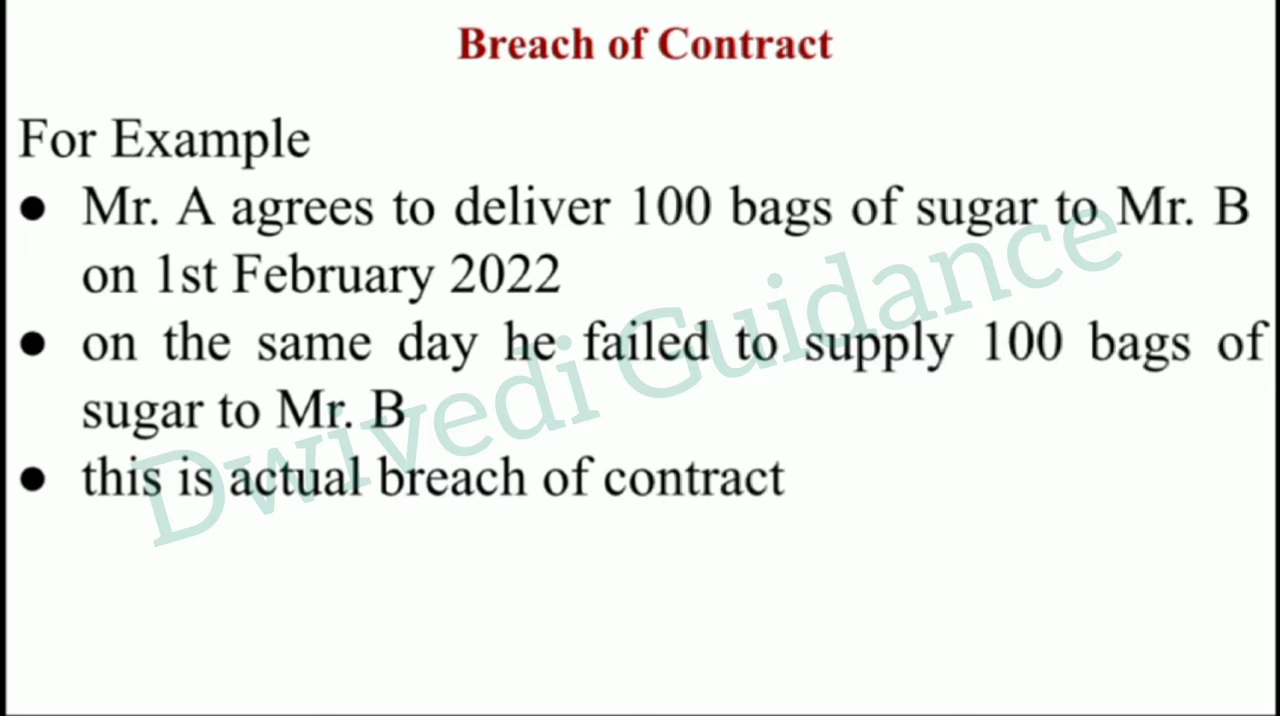 Breach of Contract
For Example
● Mr. A agrees to deliver 100 bags of sugar to Mr. B
on 1st February 2022
● on the same day he failed to supply 100 bags of
sugar to Mr. B
● this is actual breach of contract
Dwivedi Guidance